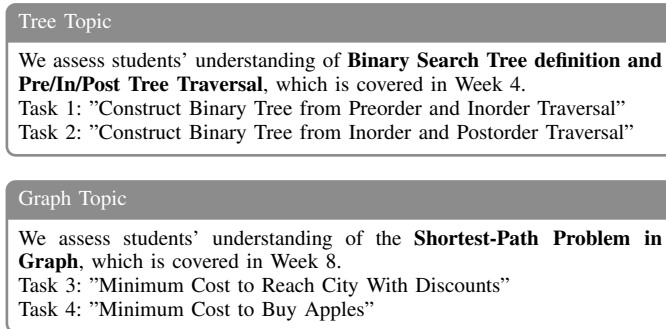 Tree Topic
We assess students’ understanding of Binary Search Tree definition and
Pre/In/Post Tree Traversal, which is covered in Week 4.
Task 1: ”Construct Binary Tree from Preorder and Inorder Traversal”
Task 2: ”Construct Binary Tree from Inorder and Postorder Traversal”
Graph Topic
We assess students’ understanding of the Shortest-Path Problem in
Graph, which is covered in Week 8.
Task 3: ”Minimum Cost to Reach City With Discounts”
Task 4: ”Minimum Cost to Buy Apples”